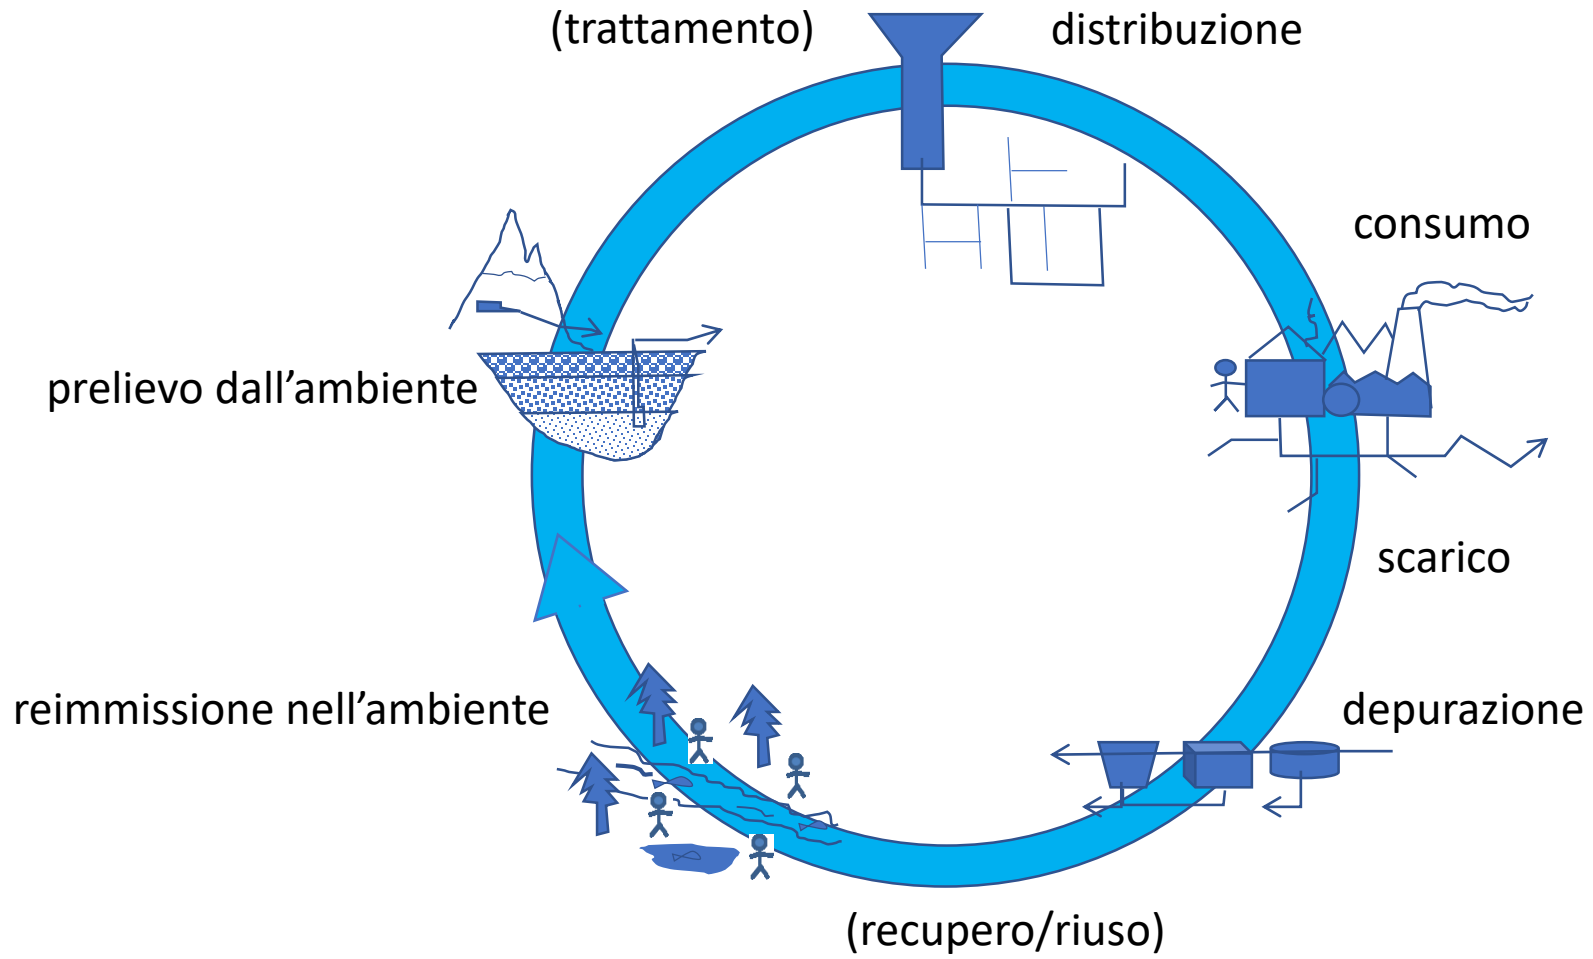 (trattamento)
distribuzione
consumo
prelievo dall’ambiente
scarico
reimmissione nell’ambiente
depurazione
(recupero/riuso)